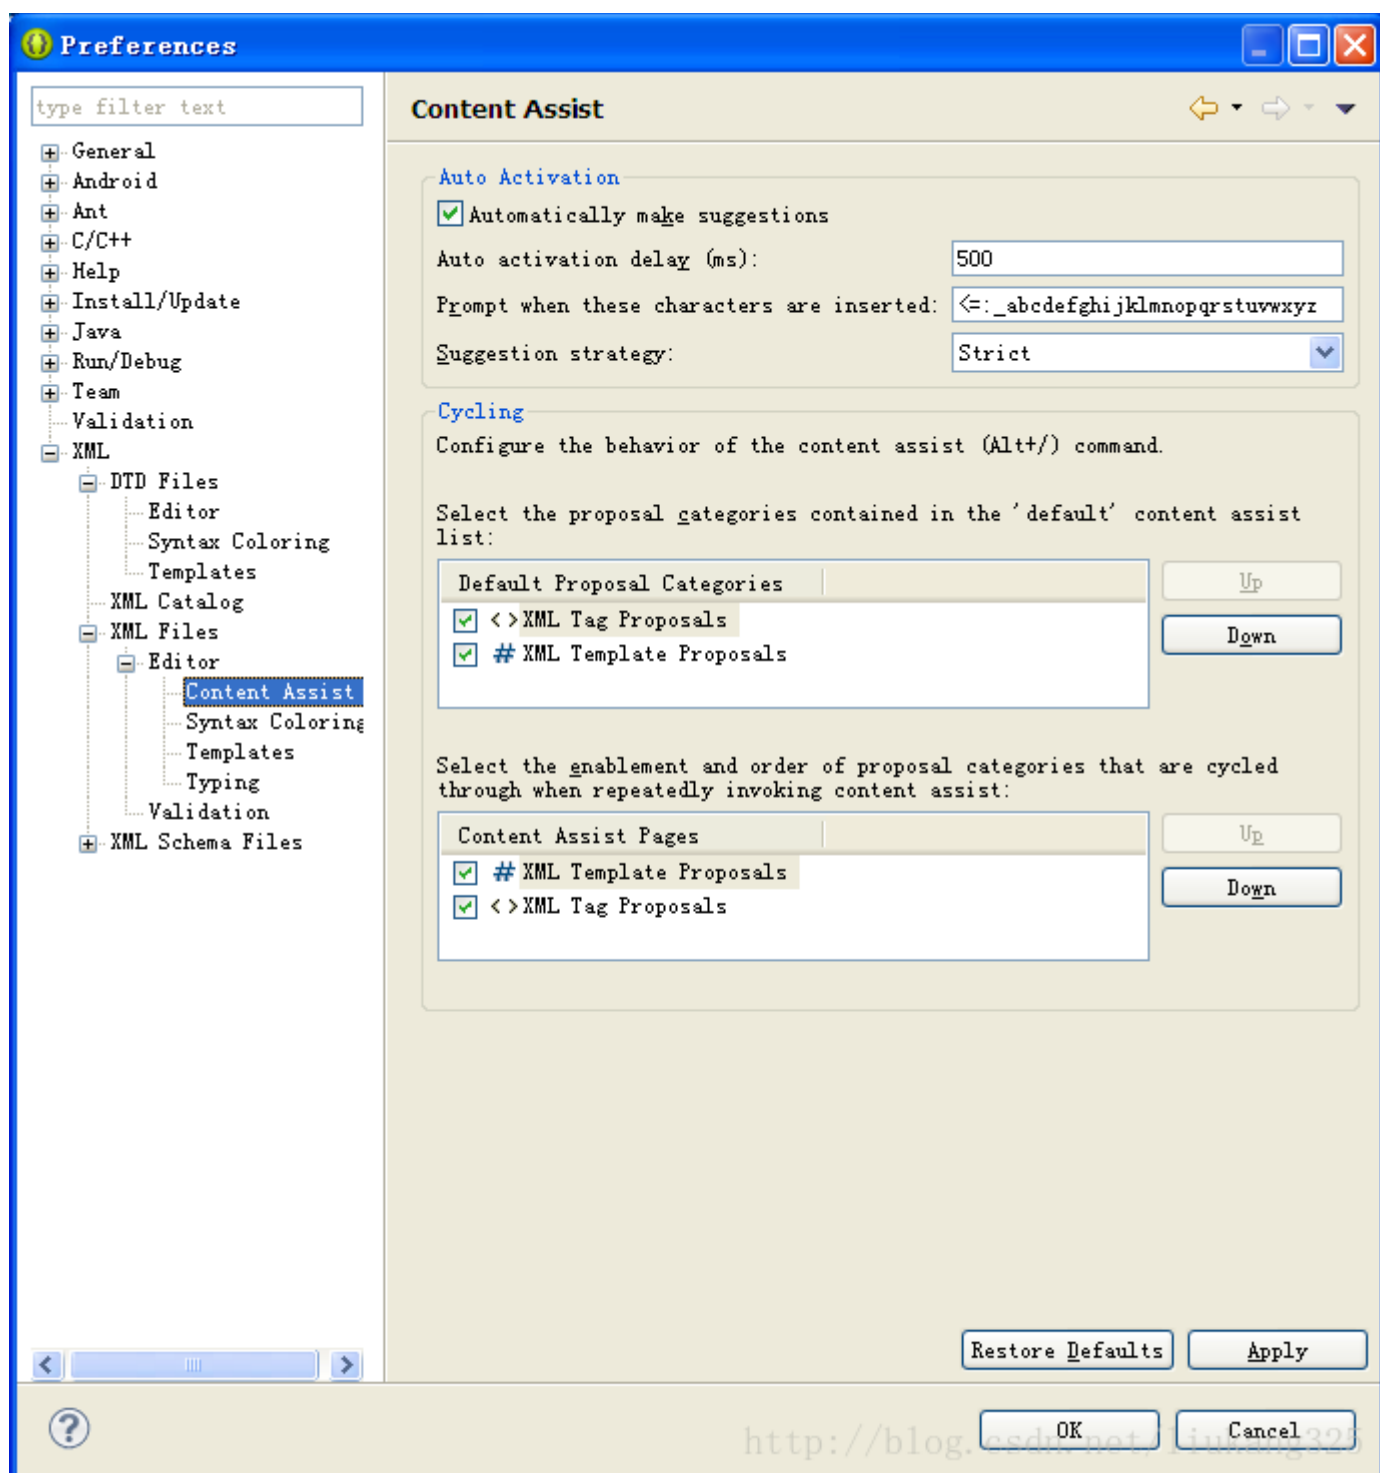 Preferences
type filter text
General
Android
Ant
C/C++
Help
Install/Update
Java
Run/Debug
Team
Validation
XML
DTD Files
Editor
Syntax Coloring
Templates
XML Catalog
XML Files
Editor
Content Assist
Syntax Coloring
Templates
Typing
Validation
XML Schema Files
Content Assist
Auto Activation
Automatically make suggestions
Auto activation delay (ms): 500
Prompt when these characters are inserted: <=:_abcdefghijklmnopqrstuvwxyz
Suggestion strategy: Strict
Cycling
Configure the behavior of the content assist (Alt+/) command.
Select the proposal categories contained in the 'default' content assist
list:
Default Proposal Categories
Up
<> XML Tag Proposals
Down
# XML Template Proposals
Select the enablement and order of proposal categories that are cycled
through when repeatedly invoking content assist:
Content Assist Pages
Up
# XML Template Proposals
Down
<> XML Tag Proposals
Restore Defaults Apply
? OK Cancel
http://blog.csdn.net/liukang325